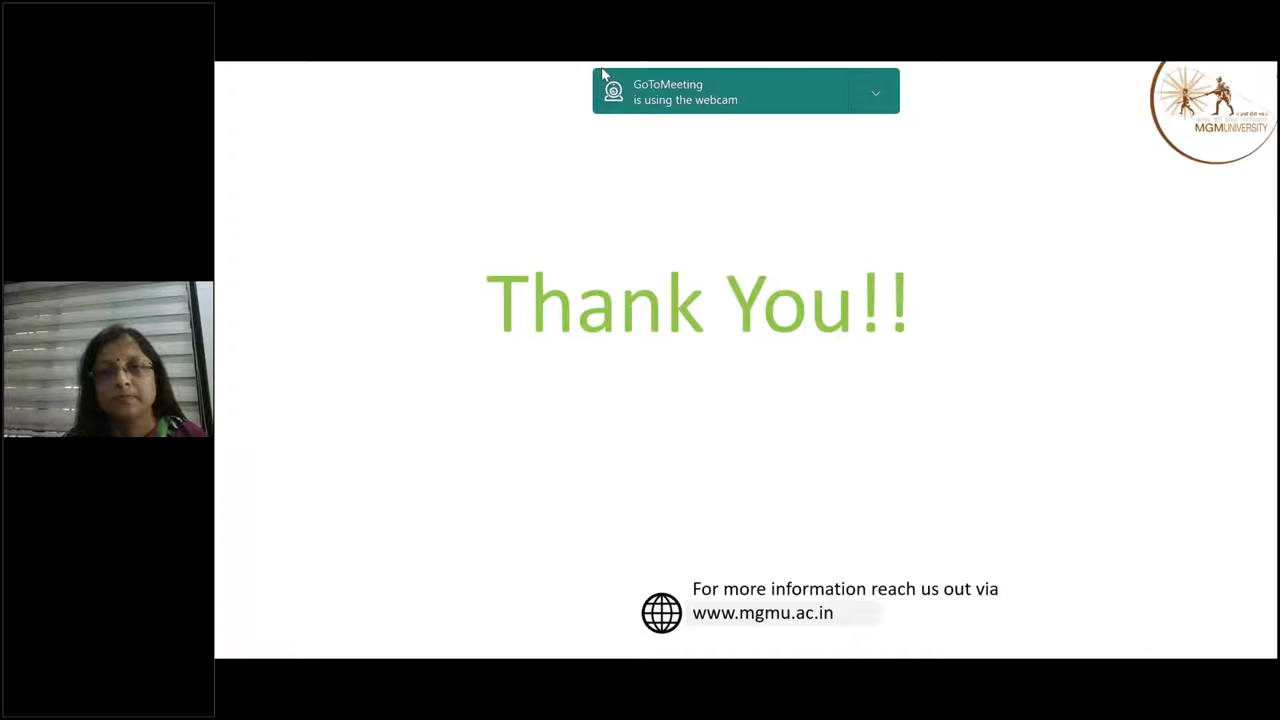 GoToMeeting
is using the webcam
MGMUNIVERSITY
Thank You!!
For more information reach us out via
www.mgmu.ac.in